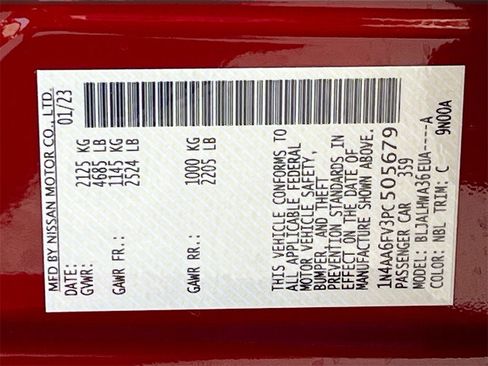 MFD BY NISSAN MOTOR CO., LTD.
DATE: 01/23
GVWR: 2125 KG
4685 LB
GAWR FR.: 1145 KG
2524 LB
GAWR RR.: 1000 KG
2205 LB
THIS VEHICLE CONFORMS TO
ALL APPLICABLE FEDERAL
MOTOR VEHICLE SAFETY,
BUMPER AND THEFT
PREVENTION STANDARDS IN
EFFECT ON THE DATE OF
MANUFACTURE SHOWN ABOVE.
1N4AA6FV3PC505679
PASSENGER CAR 359
MODEL: BLJALHWA36EUA----A
COLOR: NBL TRIM: C 9N00A